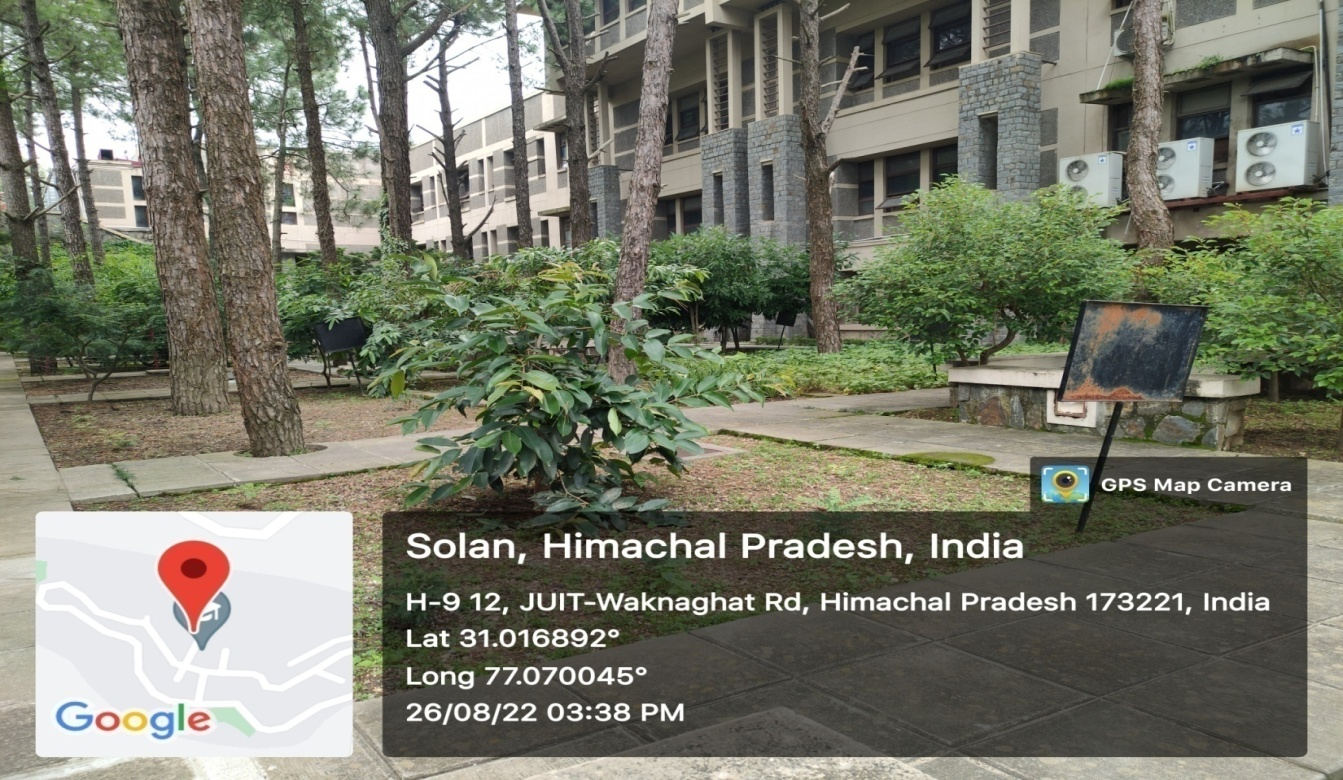 GPS Map Camera
Solan, Himachal Pradesh, India
H-9 12, JUIT-Waknaghat Rd, Himachal Pradesh 173221, India
Lat 31.016892°
Long 77.070045°
26/08/22 03:38 PM
Google